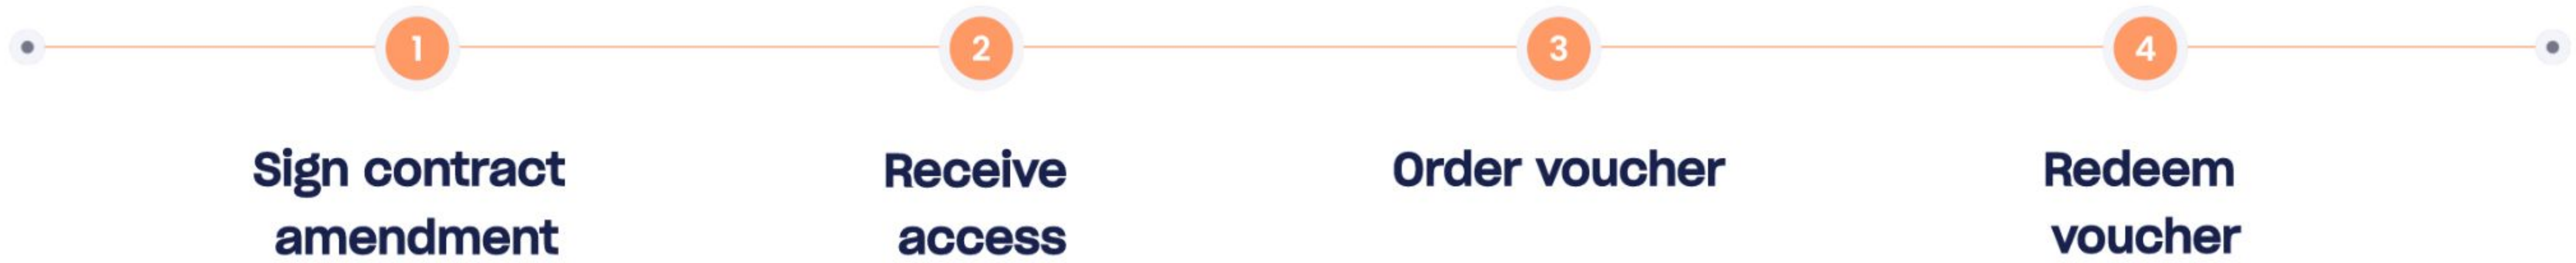 1
2
3
4
Sign contract
amendment
Receive
access
Order voucher
Redeem
voucher